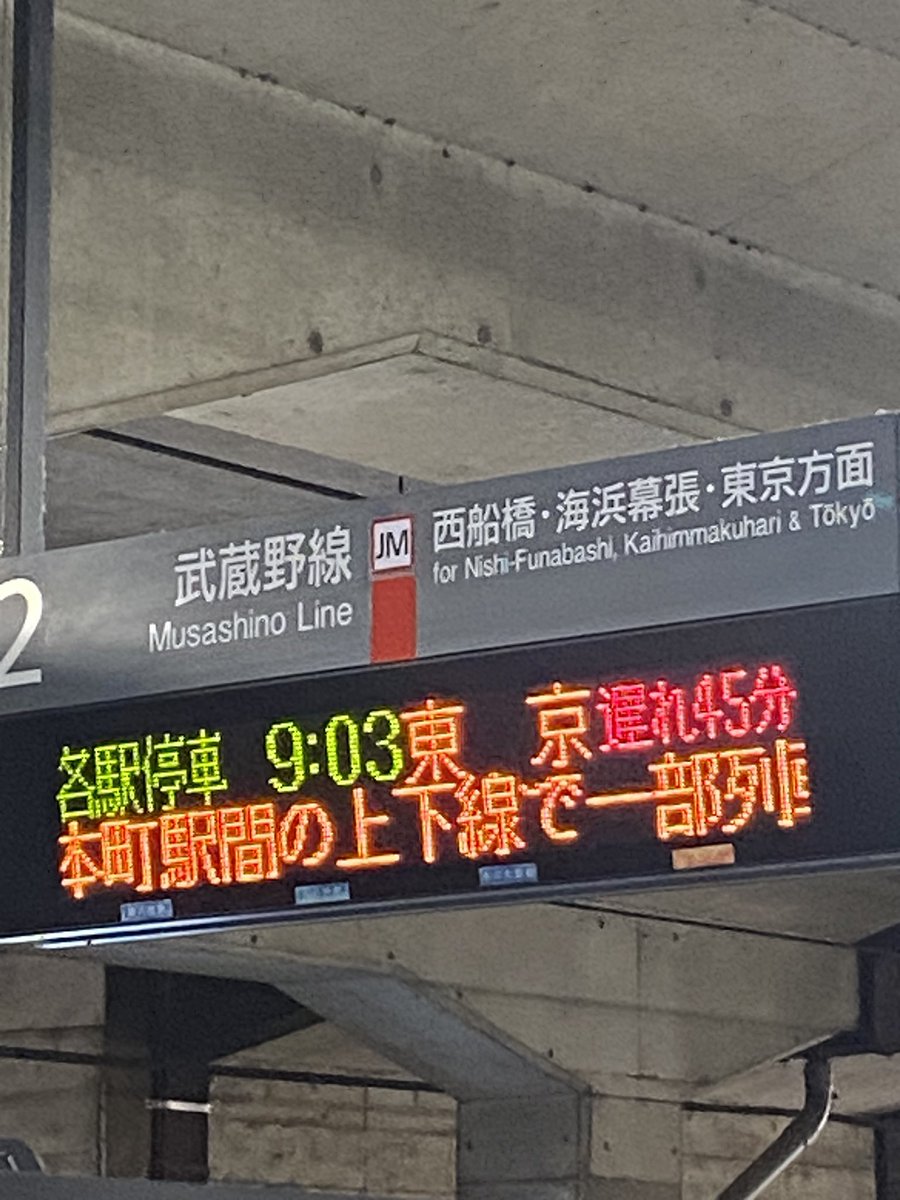 2
武蔵野線
Musashino Line
JM
西船橋・海浜幕張・東京方面
for Nishi-Funabashi, Kaihimmakuhari & Tōkyō
各駅停車 9:03 東 京 遅れ45分
本町駅間の上下線で一部列